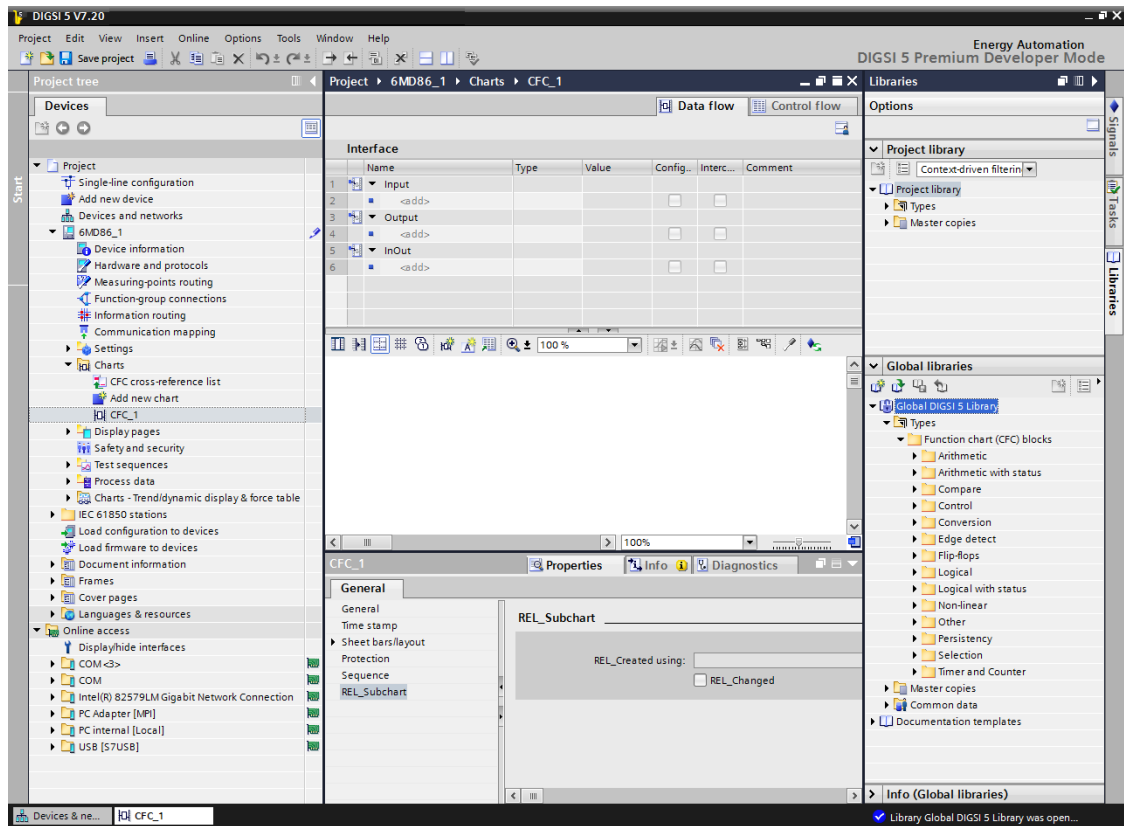 DIGSI 5 V7.20
Project Edit View Insert Online Options Tools Window Help
Energy Automation
Save project
DIGSI 5 Premium Developer Mode
Project tree
Devices
Start
Project
Single-line configuration
Add new device
Devices and networks
6MD86_1
Device information
Hardware and protocols
Measuring-points routing
Function-group connections
Information routing
Communication mapping
Settings
Charts
CFC cross-reference list
Add new chart
CFC_1
Display pages
Safety and security
Test sequences
Process data
Charts - Trend/dynamic display & force table
IEC 61850 stations
Load configuration to devices
Load firmware to devices
Document information
Frames
Cover pages
Languages & resources
Online access
Display/hide interfaces
COM <3>
COM
Intel(R) 82579LM Gigabit Network Connection
PC Adapter [MPI]
PC internal [Local]
USB [S7USB]
Project 6MD86_1 Charts CFC_1
Data flow Control flow
Interface
Name Type Value Config... Interc... Comment
1 Input
2 <add>
3 Output
4 <add>
5 InOut
6 <add>
100 %
100%
CFC_1
Properties Info Diagnostics
General
General
Time stamp
Sheet bars/layout
Protection
Sequence
REL_Subchart
REL_Subchart
REL_Created using:
REL_Changed
Libraries
Options
Project library
Context-driven filterin
Project library
Types
Master copies
Global libraries
Global DIGSI 5 Library
Types
Function chart (CFC) blocks
Arithmetic
Arithmetic with status
Compare
Control
Conversion
Edge detect
Flip-flops
Logical
Logical with status
Non-linear
Other
Persistency
Selection
Timer and Counter
Master copies
Common data
Documentation templates
Info (Global libraries)
Signals
Tasks
Libraries
Devices & ne...
CFC_1
Library Global DIGSI 5 Library was open...